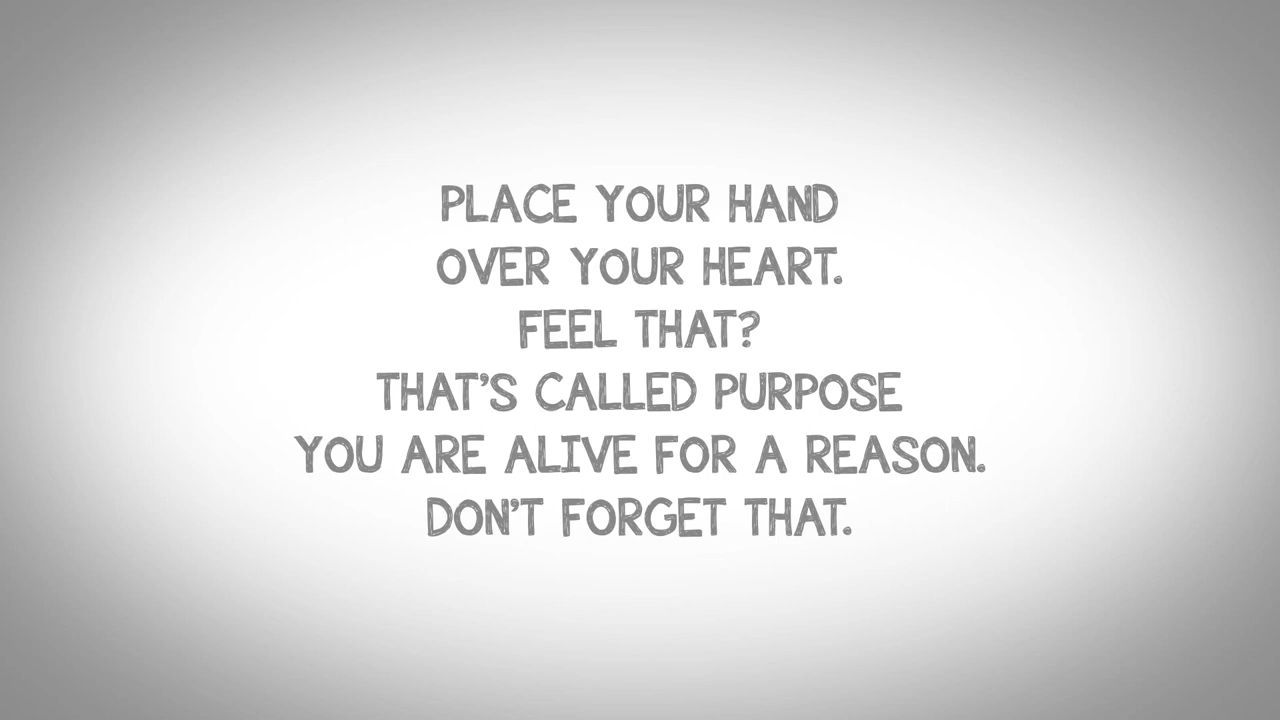 PLACE YOUR HAND
OVER YOUR HEART.
FEEL THAT?
THAT'S CALLED PURPOSE
YOU ARE ALIVE FOR A REASON.
DON'T FORGET THAT.